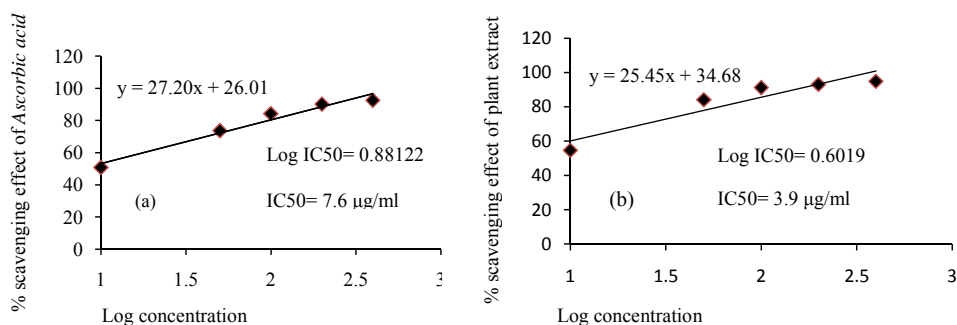 % scavenging effect of Ascorbic acid
120
100
80
60
40
20
0
y = 27.20x + 26.01
Log IC50= 0.88122
(a)
IC50= 7.6 µg/ml
1 1.5 2 2.5 3
Log concentration
% scavenging effect of plant extract
120
100
80
60
40
20
0
y = 25.45x + 34.68
Log IC50= 0.6019
(b)
IC50= 3.9 µg/ml
1 1.5 2 2.5 3
Log concentration